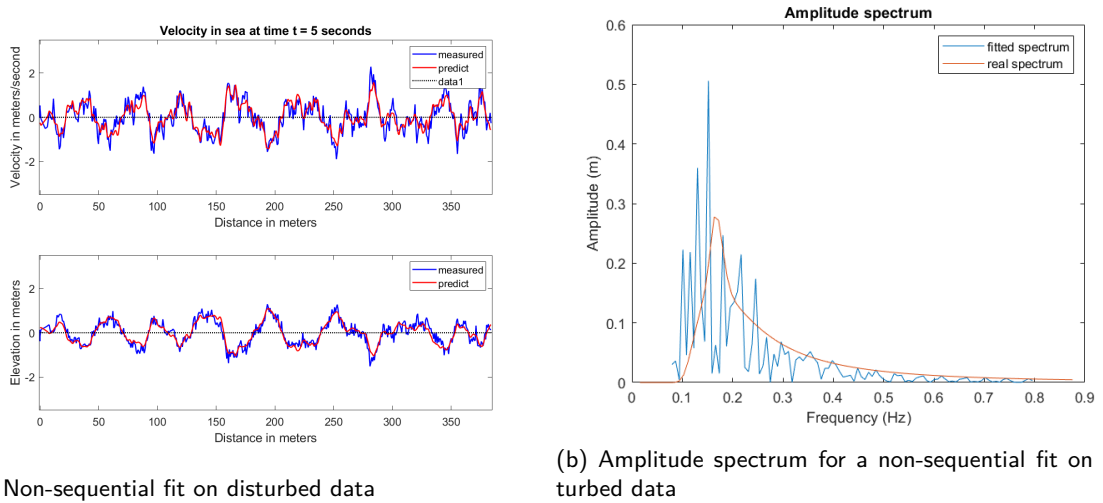 Velocity in sea at time t = 5 seconds
Velocity in meters/second
2
0
-2
measured
predict
data1
0 50 100 150 200 250 300 350
Distance in meters
Elevation in meters
2
0
-2
measured
predict
0 50 100 150 200 250 300 350
Distance in meters
Non-sequential fit on disturbed data
Amplitude spectrum
Amplitude (m)
0.6
0.5
0.4
0.3
0.2
0.1
0
fitted spectrum
real spectrum
0 0.1 0.2 0.3 0.4 0.5 0.6 0.7 0.8 0.9
Frequency (Hz)
(b) Amplitude spectrum for a non-sequential fit on
turbed data